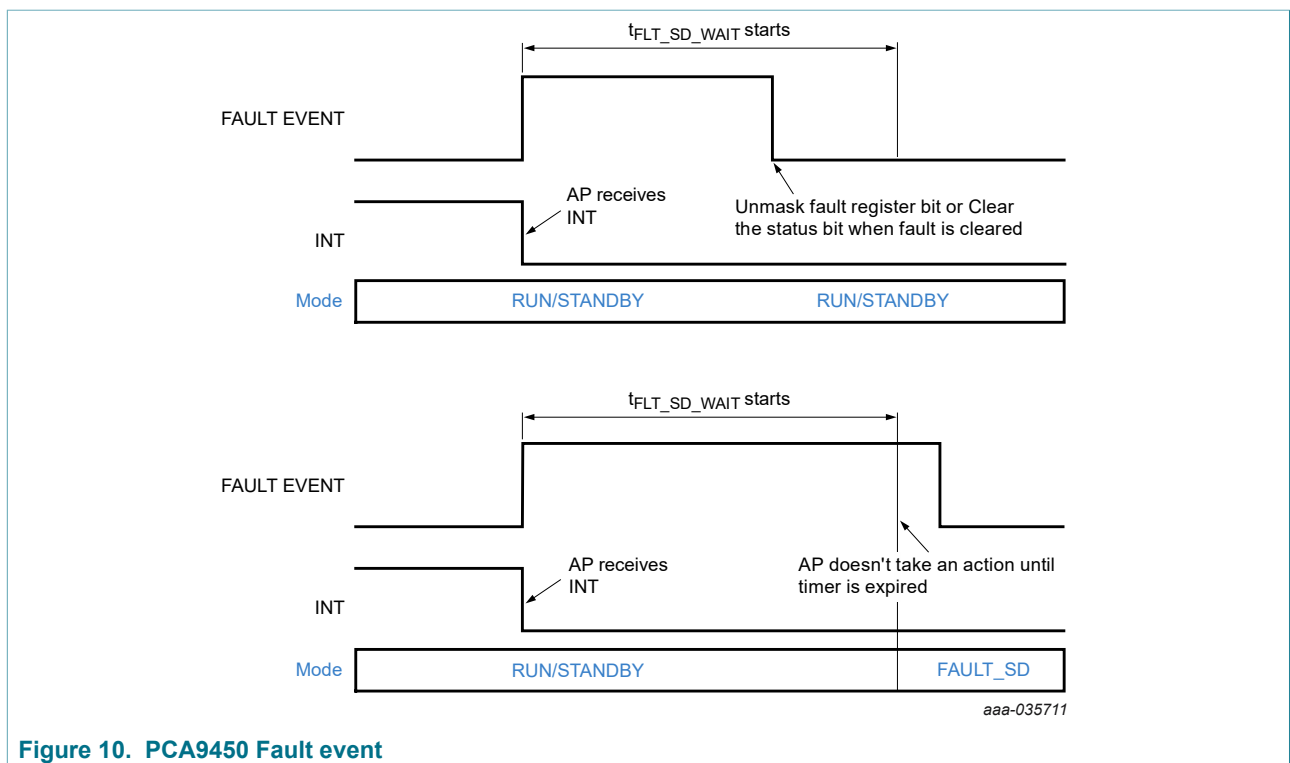 tFLT_SD_WAIT starts
FAULT EVENT
AP receives
INT
Unmask fault register bit or Clear
the status bit when fault is cleared
INT
Mode
RUN/STANDBY
RUN/STANDBY
tFLT_SD_WAIT starts
FAULT EVENT
AP receives
INT
AP doesn't take an action until
timer is expired
INT
Mode
RUN/STANDBY
FAULT_SD
aaa-035711
Figure 10. PCA9450 Fault event